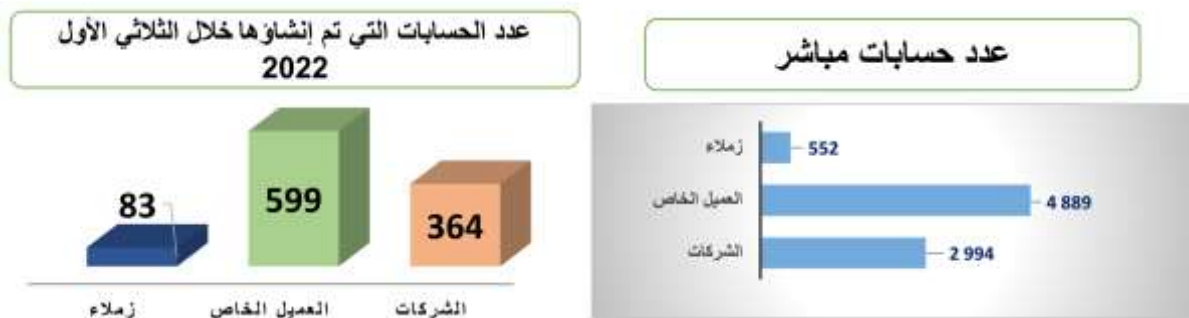 عدد الحسابات التي تم إنشاؤها خلال الثلاثي الأول
2022
83
599
364
زملاء
العميل الخاص
الشركات
عدد حسابات مباشر
زملاء
552
العميل الخاص
4 889
الشركات
2 994